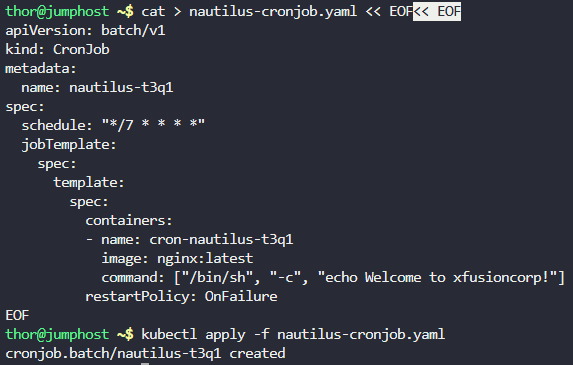 thor@jumphost ~$ cat > nautilus-cronjob.yaml << EOF<< EOF
apiVersion: batch/v1
kind: CronJob
metadata:
  name: nautilus-t3q1
spec:
  schedule: "*/7 * * * *"
  jobTemplate:
    spec:
      template:
        spec:
          containers:
          - name: cron-nautilus-t3q1
            image: nginx:latest
            command: ["/bin/sh", "-c", "echo Welcome to xfusioncorp!"]
          restartPolicy: OnFailure
EOF
thor@jumphost ~$ kubectl apply -f nautilus-cronjob.yaml
cronjob.batch/nautilus-t3q1 created